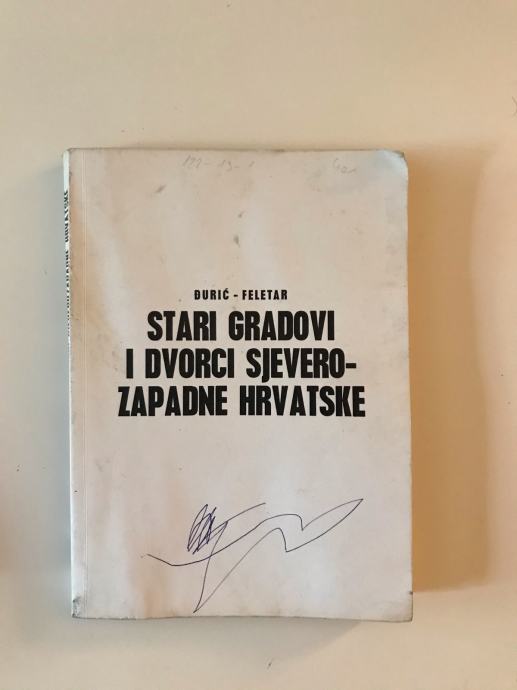 ĐURIĆ - FELETAR
STARI GRADOVI
I DVORCI SJEVERO-
ZAPADNE HRVATSKE